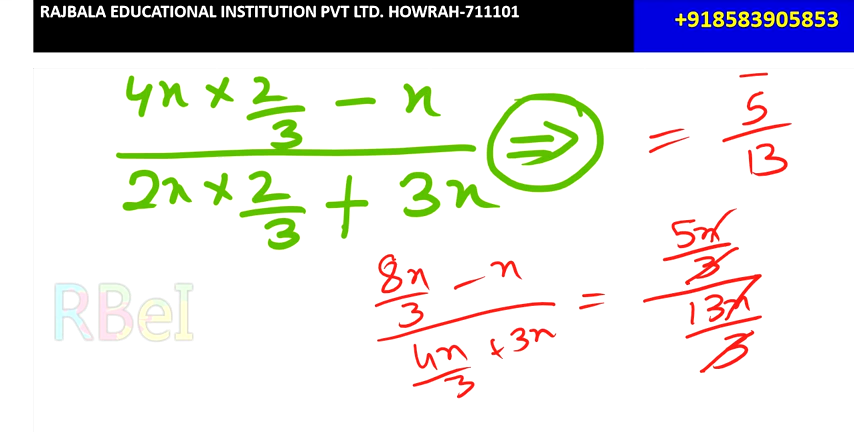 RAJBALA EDUCATIONAL INSTITUTION PVT LTD. HOWRAH-711101
+918583905853
4x × 2/3 − x
2x × 2/3 + 3x
⇒
= 5/13
8x/3 − x
4x/3 + 3x
= 5x/3
13x/3
RBeI